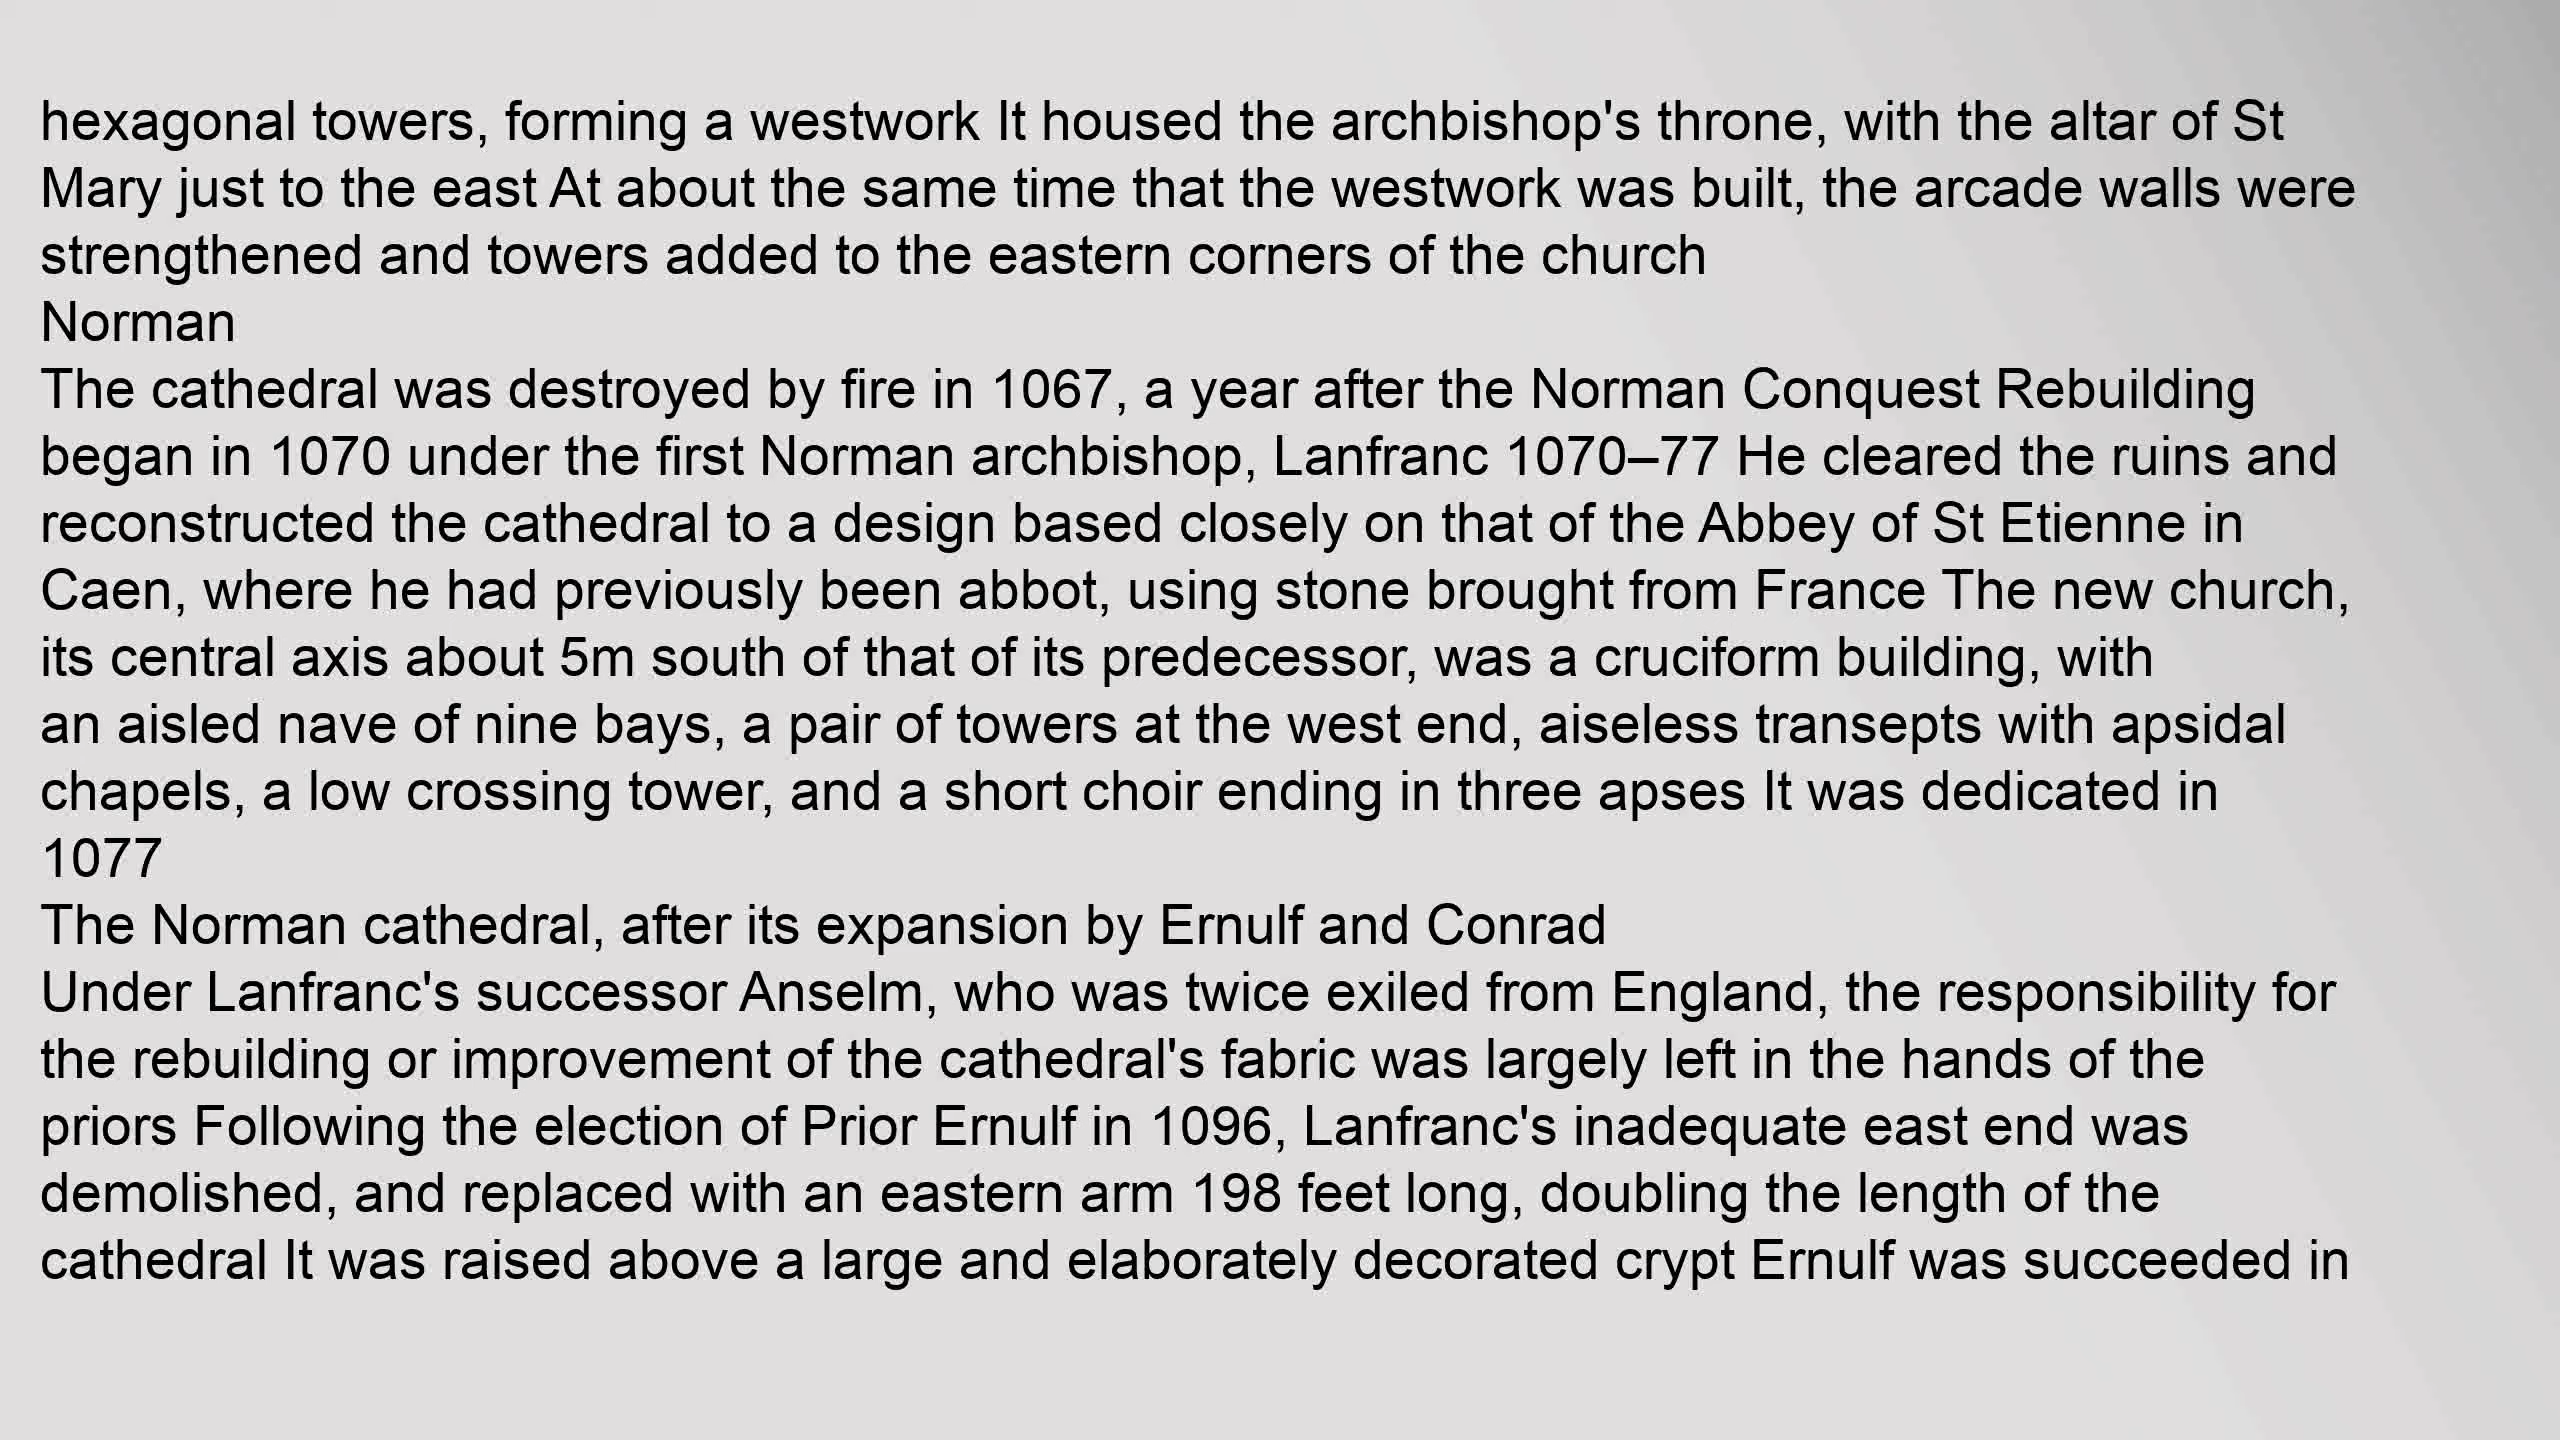 hexagonal towers, forming a westwork It housed the archbishop's throne, with the altar of St
Mary just to the east At about the same time that the westwork was built, the arcade walls were
strengthened and towers added to the eastern corners of the church
Norman
The cathedral was destroyed by fire in 1067, a year after the Norman Conquest Rebuilding
began in 1070 under the first Norman archbishop, Lanfranc 1070–77 He cleared the ruins and
reconstructed the cathedral to a design based closely on that of the Abbey of St Etienne in
Caen, where he had previously been abbot, using stone brought from France The new church,
its central axis about 5m south of that of its predecessor, was a cruciform building, with
an aisled nave of nine bays, a pair of towers at the west end, aiseless transepts with apsidal
chapels, a low crossing tower, and a short choir ending in three apses It was dedicated in
1077
The Norman cathedral, after its expansion by Ernulf and Conrad
Under Lanfranc's successor Anselm, who was twice exiled from England, the responsibility for
the rebuilding or improvement of the cathedral's fabric was largely left in the hands of the
priors Following the election of Prior Ernulf in 1096, Lanfranc's inadequate east end was
demolished, and replaced with an eastern arm 198 feet long, doubling the length of the
cathedral It was raised above a large and elaborately decorated crypt Ernulf was succeeded in